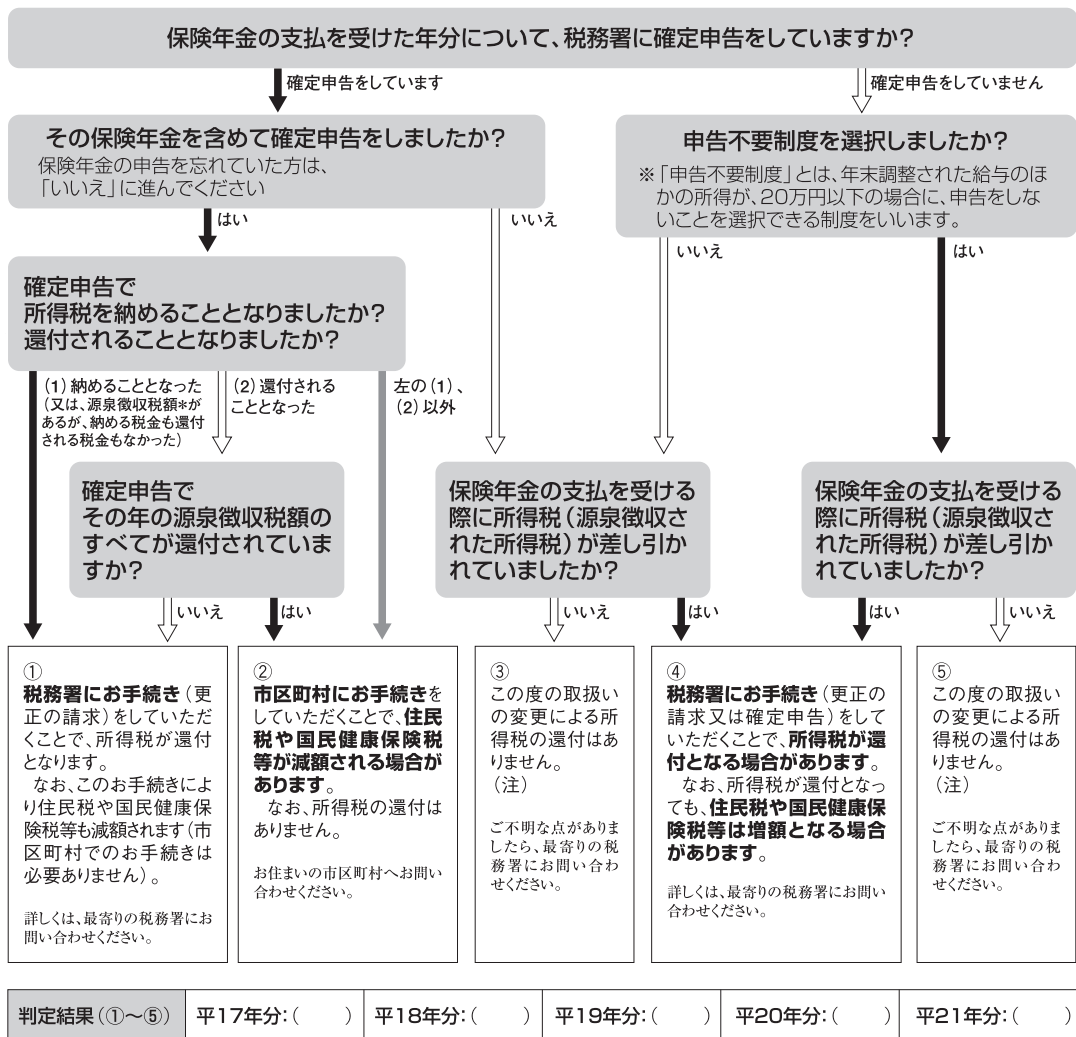 保険年金の支払を受けた年分について、税務署に確定申告をしていますか?
確定申告をしています
確定申告をしていません
その保険年金を含めて確定申告をしましたか?
保険年金の申告を忘れていた方は、
「いいえ」に進んでください
申告不要制度を選択しましたか?
※「申告不要制度」とは、年末調整された給与のほ
かの所得が、20万円以下の場合に、申告をしな
いことを選択できる制度をいいます。
はい
いいえ
いいえ
はい
確定申告で
所得税を納めることとなりましたか?
還付されることとなりましたか?
(1)納めることとなった
(又は、源泉徴収税額*が
あるが、納める税金も還付
される税金もなかった)
(2)還付される
こととなった
左の(1)、
(2)以外
確定申告で
その年の源泉徴収税額の
すべてが還付されていま
すか?
保険年金の支払を受ける
際に所得税(源泉徴収さ
れた所得税)が差し引か
れていましたか?
保険年金の支払を受ける
際に所得税(源泉徴収さ
れた所得税)が差し引か
れていましたか?
いいえ
はい
いいえ
はい
はい
いいえ
①
税務署にお手続き(更
正の請求)をしていただ
くことで、所得税が還付
となります。
なお、このお手続きによ
り住民税や国民健康保
険税等も減額されます(市
区町村でのお手続きは
必要ありません)。
詳しくは、最寄りの税務署にお
問い合わせください。
②
市区町村にお手続きを
していただくことで、住民
税や国民健康保険税
等が減額される場合が
あります。
なお、所得税の還付は
ありません。
お住まいの市区町村へお問い
合わせください。
③
この度の取扱い
の変更による所
得税の還付はあ
りません。
(注)
ご不明な点がありま
したら、最寄りの税
務署にお問い合わ
せください。
④
税務署にお手続き(更正の
請求又は確定申告)をして
いただくことで、所得税が還
付となる場合があります。
なお、所得税が還付となっ
ても、住民税や国民健康保
険税等は増額となる場合
があります。
詳しくは、最寄りの税務署にお問い
合わせください。
⑤
この度の取扱い
の変更による所
得税の還付はあ
りません。
(注)
ご不明な点がありま
したら、最寄りの税
務署にお問い合わ
せください。
判定結果(①~⑤) 平17年分:( ) 平18年分:( ) 平19年分:( ) 平20年分:( ) 平21年分:( )